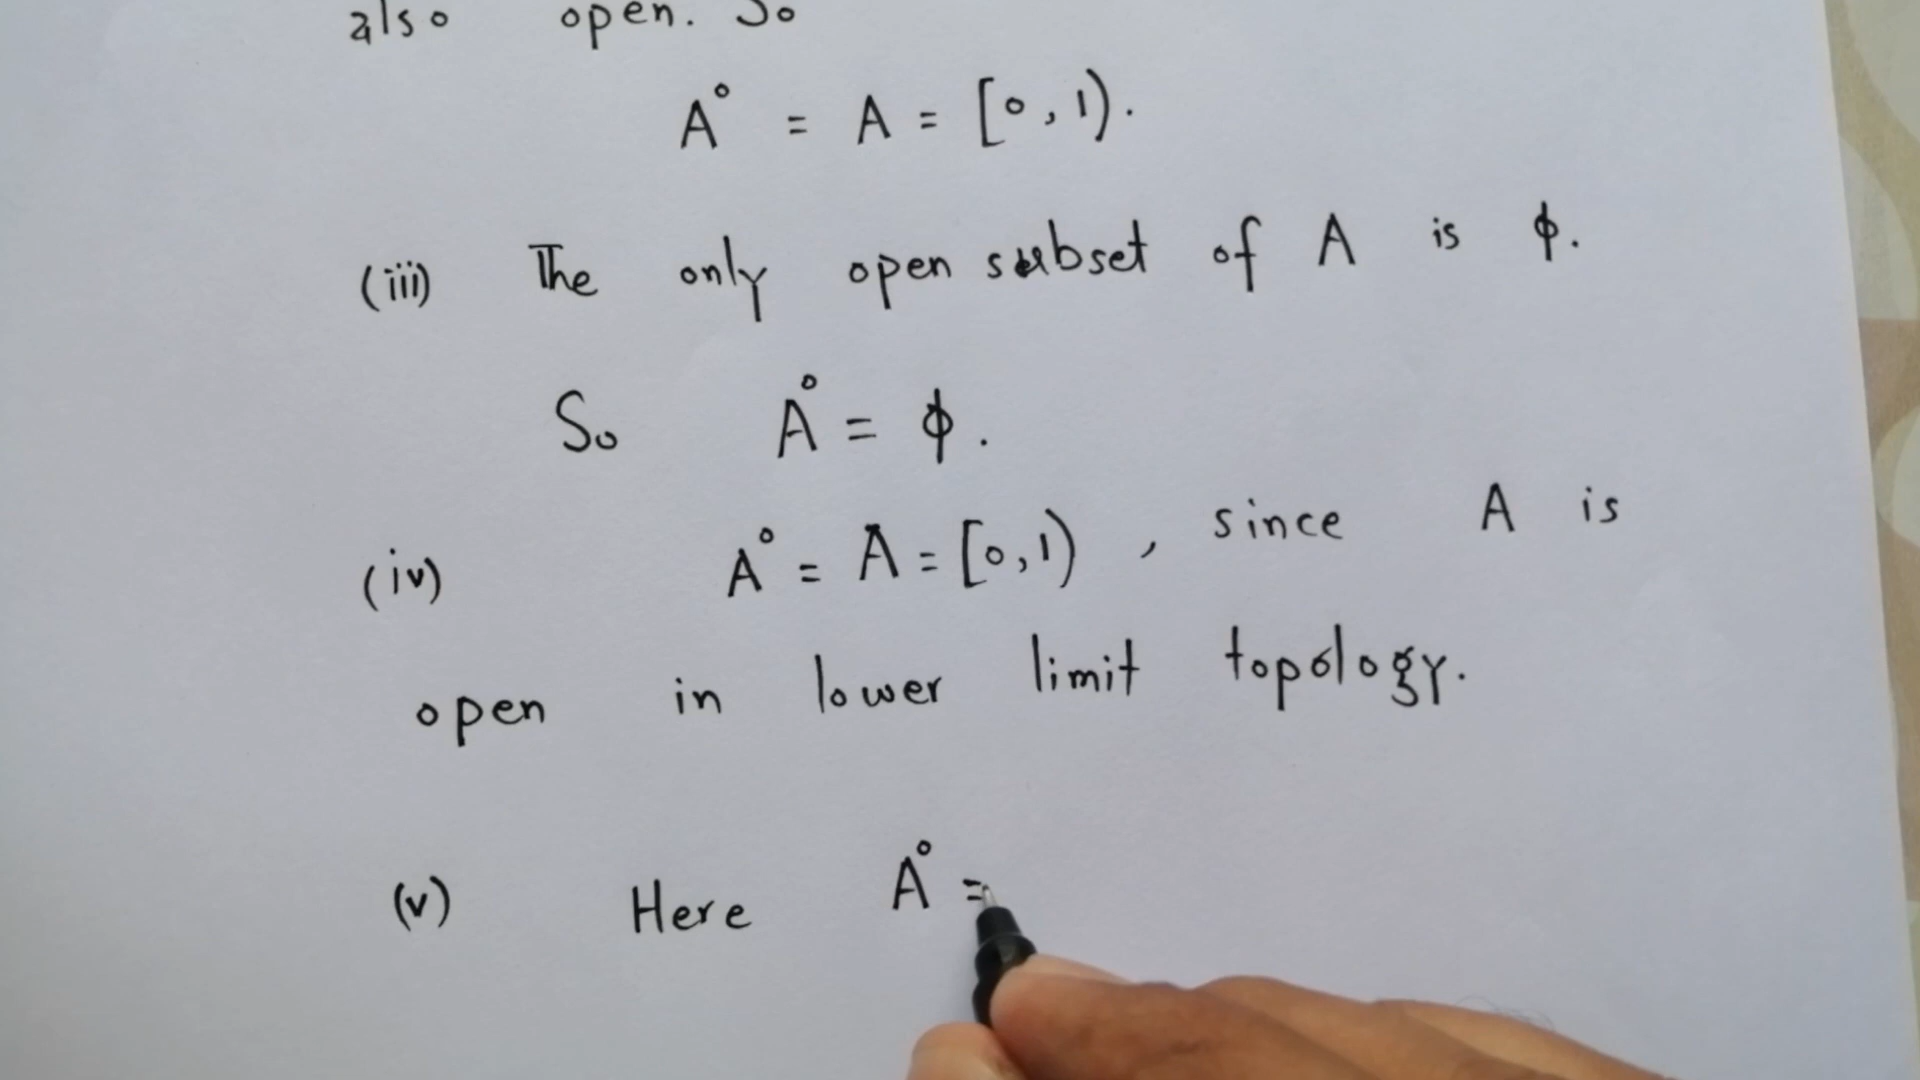 also open. So
A° = A = [0,1).
(iii) The only open subset of A is ϕ.
So A° = ϕ.
(iv) A° = A = [0,1) , since A is
open in lower limit topology.
(v) Here A° =